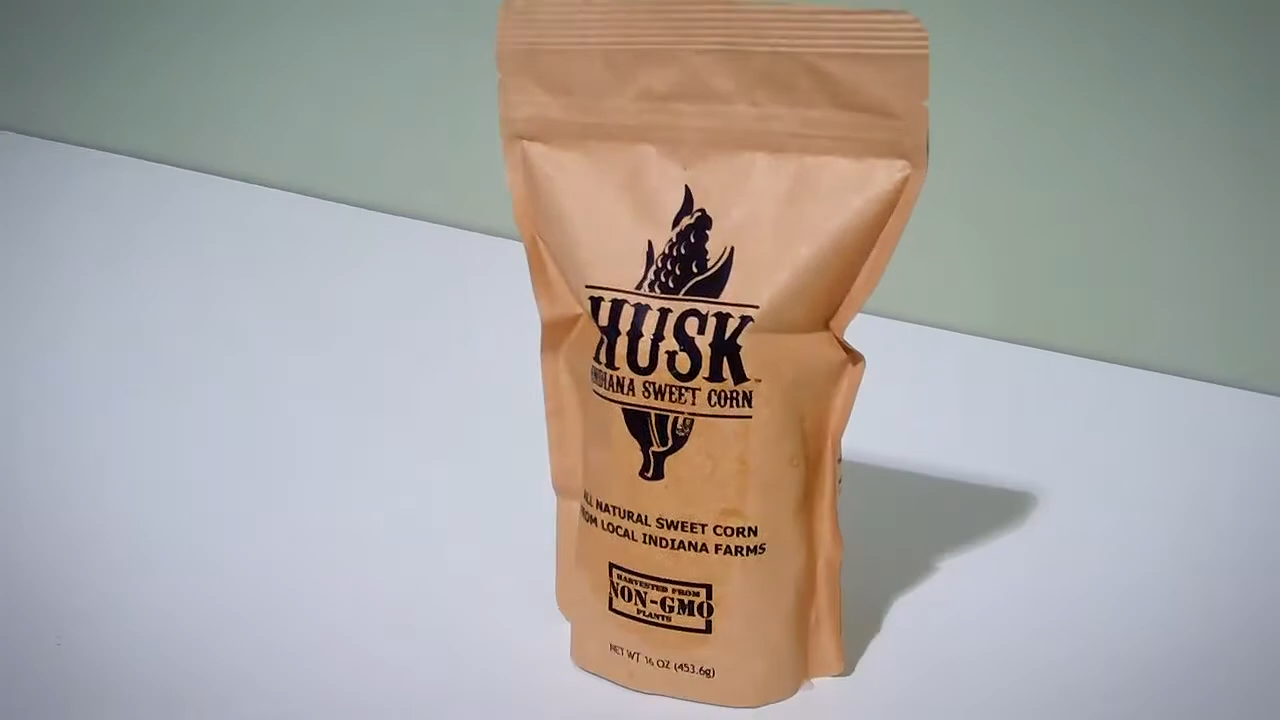 HUSK
INDIANA SWEET CORN
ALL NATURAL SWEET CORN
FROM LOCAL INDIANA FARMS
HARVESTED FROM
NON-GMO
PLANTS
NET WT 16 OZ (453.6g)